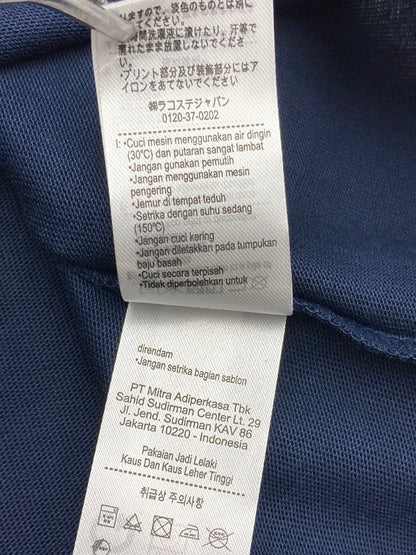 りますので、淡色のものとは別に
時間洗濯液に漬けたり、汗等で
濡れたまま放置しないでください
・プリント部分及び装飾部分にはア
イロンをあてないでください
㈱ラコステジャパン
0120-37-0202
I: •Cuci mesin menggunakan air dingin
(30°C) dan putaran sangat lambat
•Jangan gunakan pemutih
•Jangan menggunakan mesin
pengering
•Jemur di tempat teduh
•Setrika dengan suhu sedang
(150°C)
•Jangan cuci kering
•Jangan diletakkan pada tumpukan
baju basah
•Cuci secara terpisah
•Tidak diperbolehkan untuk
direndam
•Jangan setrika bagian sablon
PT Mitra Adiperkasa Tbk
Sahid Sudirman Center Lt. 29
Jl. Jend. Sudirman KAV 86
Jakarta 10220 - Indonesia
Pakaian Jadi Lelaki
Kaus Dan Kaus Leher Tinggi
취급상 주의사항